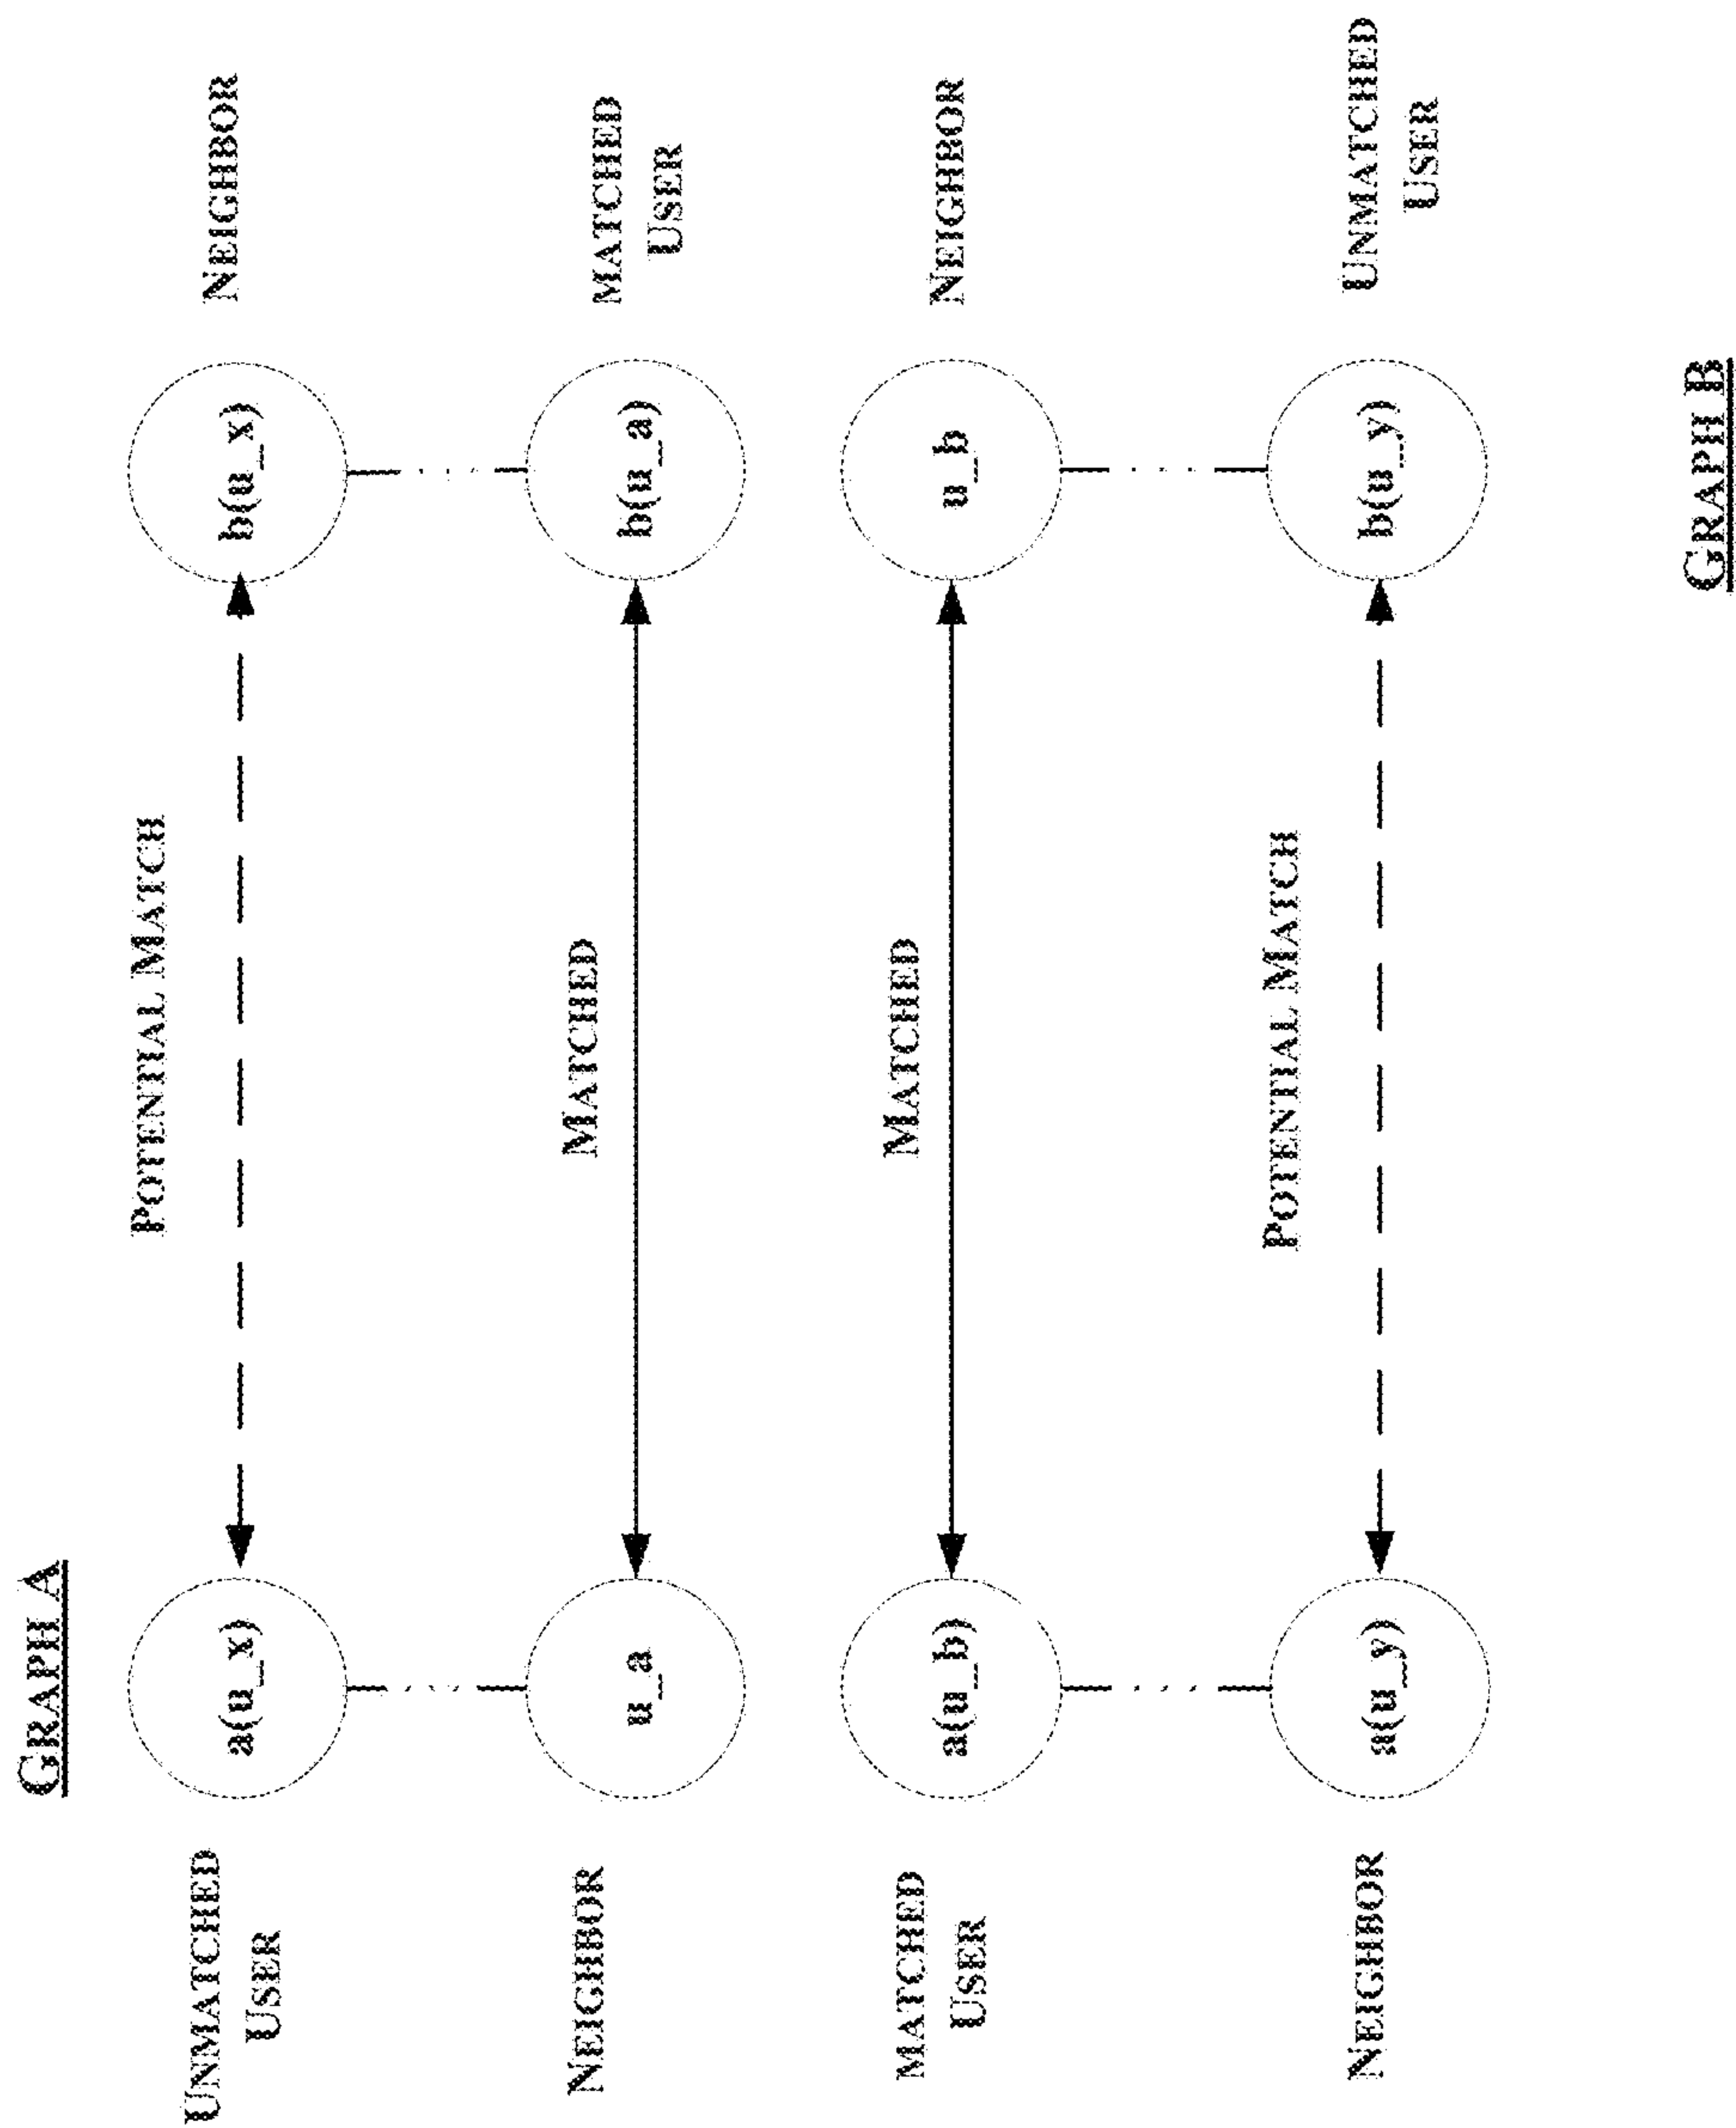 GRAPH A
POTENTIAL MATCH
UNMATCHED
USER
a(u_x)
b(u_x)
NEIGHBOR
MATCHED
NEIGHBOR
u_a
b(u_a)
MATCHED
USER
MATCHED
MATCHED
USER
a(u_b)
u_b
NEIGHBOR
POTENTIAL MATCH
NEIGHBOR
a(u_y)
b(u_y)
UNMATCHED
USER
GRAPH B